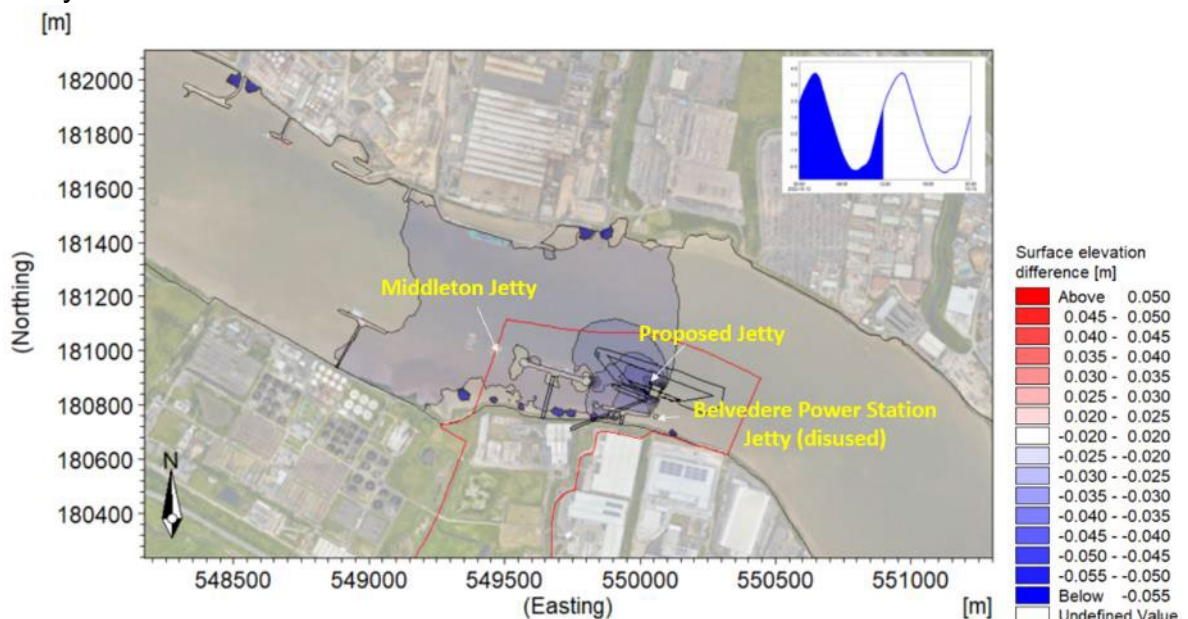 [m]
182000
181800
181600
181400
181200
181000
180800
180600
180400
(Northing)
Middleton Jetty
Proposed Jetty
Belvedere Power Station
Jetty (disused)
N
548500 549000 549500 550000 550500 551000
(Easting) [m]
Surface elevation
difference [m]
Above 0.050
0.045 - 0.050
0.040 - 0.045
0.035 - 0.040
0.030 - 0.035
0.025 - 0.030
0.020 - 0.025
-0.020 - 0.020
-0.025 - -0.020
-0.030 - -0.025
-0.035 - -0.030
-0.040 - -0.035
-0.045 - -0.040
-0.050 - -0.045
-0.055 - -0.050
Below -0.055
Undefined Value